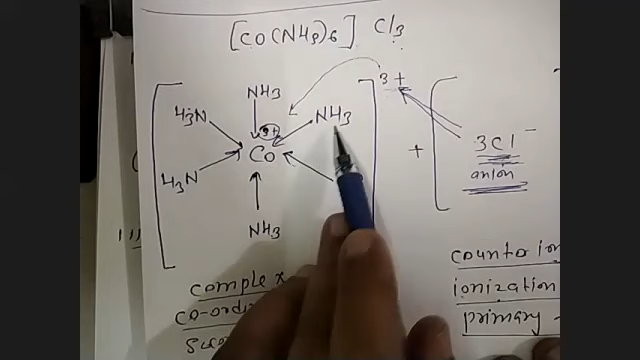 [CO(NH3)6] Cl3
NH3
H3N
NH3
3+
3+
Co
H3N
NH3
+
3Cl-
anion
complex
co-ordi
counter ion
ionization
primary